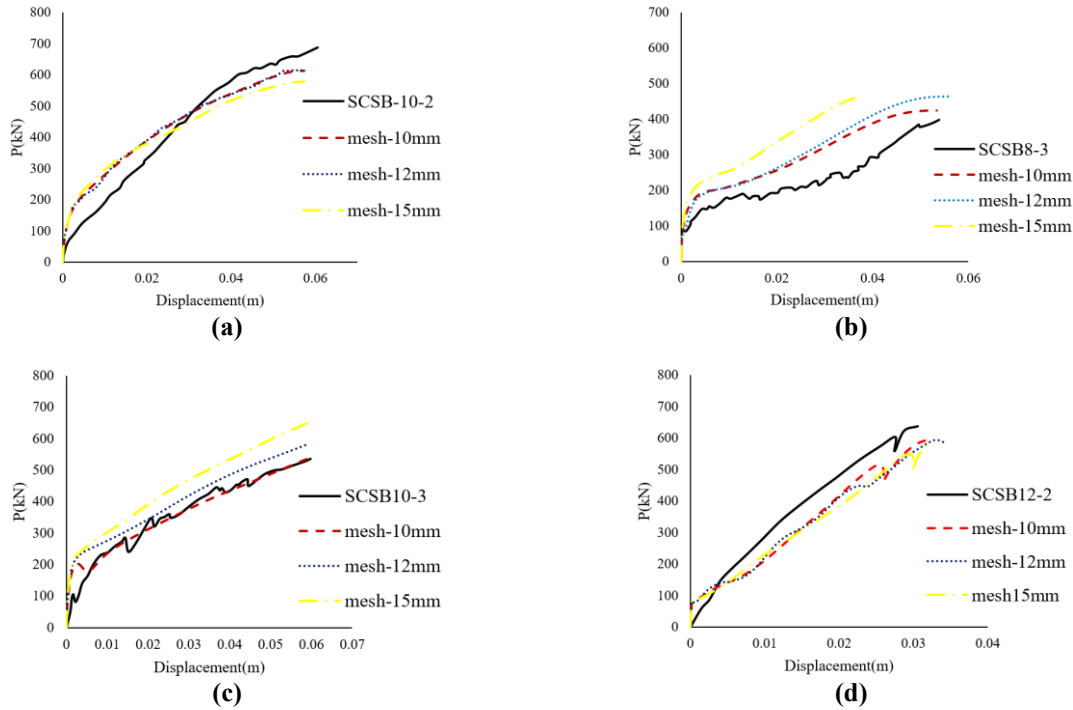 800
700
600
500
400
300
200
100
0
P(kN)
0
0.02
0.04
0.06
Displacement(m)
SCSB-10-2
mesh-10mm
mesh-12mm
mesh-15mm
(a)
700
600
500
400
300
200
100
0
P(kN)
0
0.02
0.04
0.06
Displacement(m)
SCSB8-3
mesh-10mm
mesh-12mm
mesh-15mm
(b)
800
700
600
500
400
300
200
100
0
P(kN)
0
0.01
0.02
0.03
0.04
0.05
0.06
0.07
Displacement(m)
SCSB10-3
mesh-10mm
mesh-12mm
mesh-15mm
(c)
800
700
600
500
400
300
200
100
0
P(kN)
0
0.01
0.02
0.03
0.04
Displacement(m)
SCSB12-2
mesh-10mm
mesh-12mm
mesh15mm
(d)